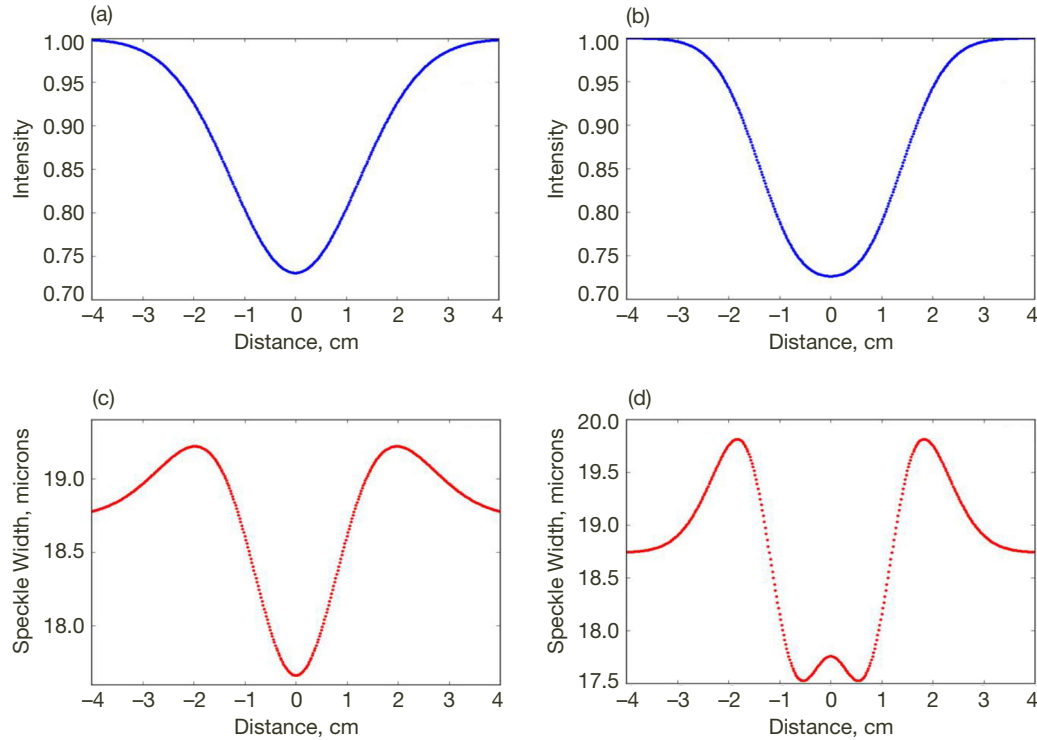 (a)
1.00
0.95
0.90
0.85
0.80
0.75
0.70
Intensity
–4 –3 –2 –1 0 1 2 3 4
Distance, cm
(b)
1.00
0.95
0.90
0.85
0.80
0.75
0.70
Intensity
–4 –3 –2 –1 0 1 2 3 4
Distance, cm
(c)
19.0
18.5
18.0
Speckle Width, microns
–4 –3 –2 –1 0 1 2 3 4
Distance, cm
(d)
20.0
19.5
19.0
18.5
18.0
17.5
Speckle Width, microns
–4 –3 –2 –1 0 1 2 3 4
Distance, cm